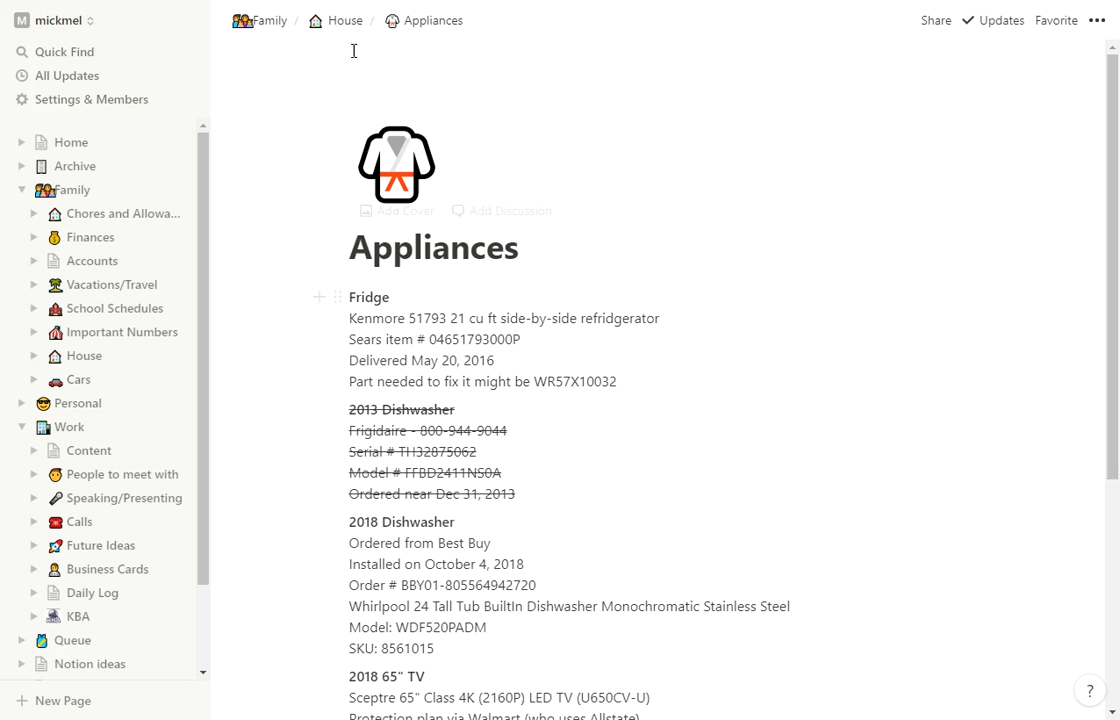 M mickmel
Quick Find
All Updates
Settings & Members
Home
Archive
Family
Chores and Allowa...
Finances
Accounts
Vacations/Travel
School Schedules
Important Numbers
House
Cars
Personal
Work
Content
People to meet with
Speaking/Presenting
Calls
Future Ideas
Business Cards
Daily Log
KBA
Queue
Notion ideas
New Page
Family / House / Appliances
Share Updates Favorite •••
Add Cover Add Discussion
Appliances
Fridge
Kenmore 51793 21 cu ft side-by-side refridgerator
Sears item # 04651793000P
Delivered May 20, 2016
Part needed to fix it might be WR57X10032
2013 Dishwasher
Frigidaire - 800-944-9044
Serial # TH32875062
Model # FFBD2411NS0A
Ordered near Dec 31, 2013
2018 Dishwasher
Ordered from Best Buy
Installed on October 4, 2018
Order # BBY01-805564942720
Whirlpool 24 Tall Tub BuiltIn Dishwasher Monochromatic Stainless Steel
Model: WDF520PADM
SKU: 8561015
2018 65" TV
Sceptre 65" Class 4K (2160P) LED TV (U650CV-U)
Protection plan via Walmart (who uses Allstate)
?